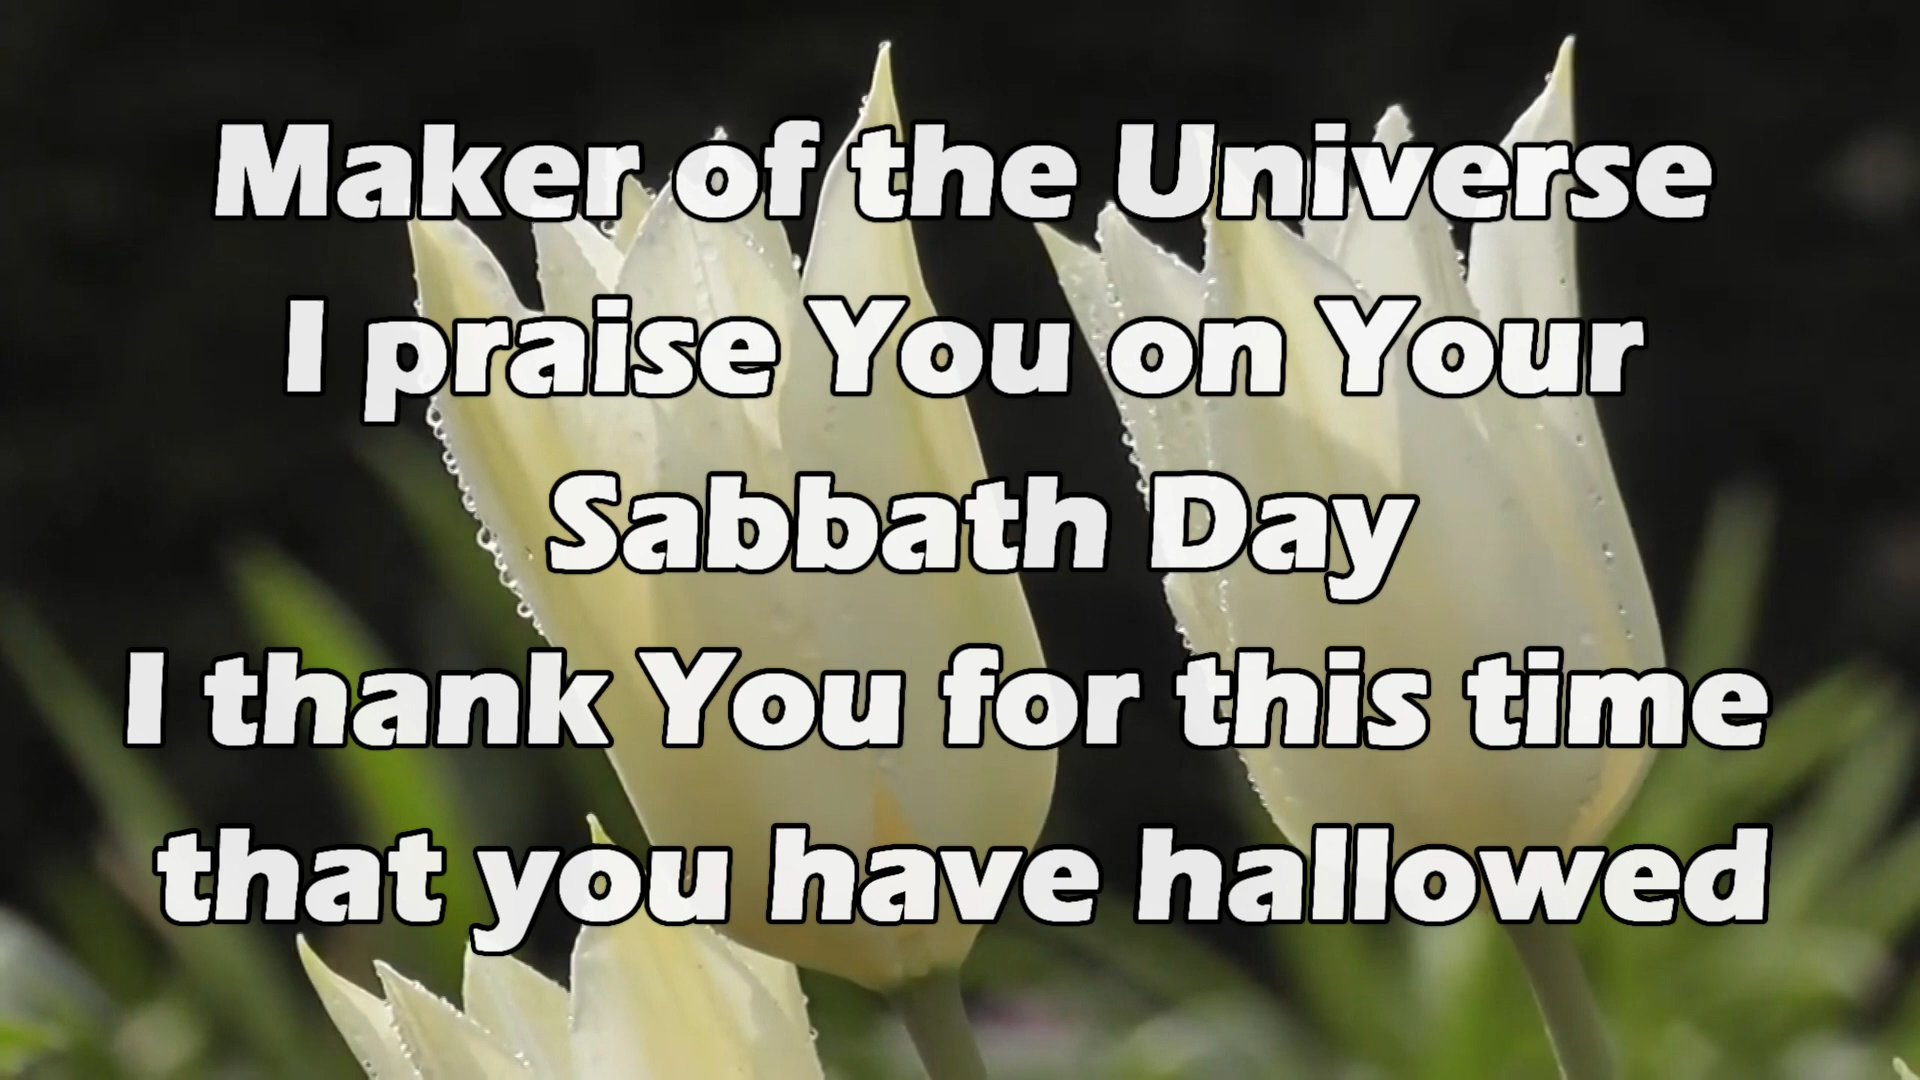 Maker of the Universe
I praise You on Your
Sabbath Day
I thank You for this time
that you have hallowed